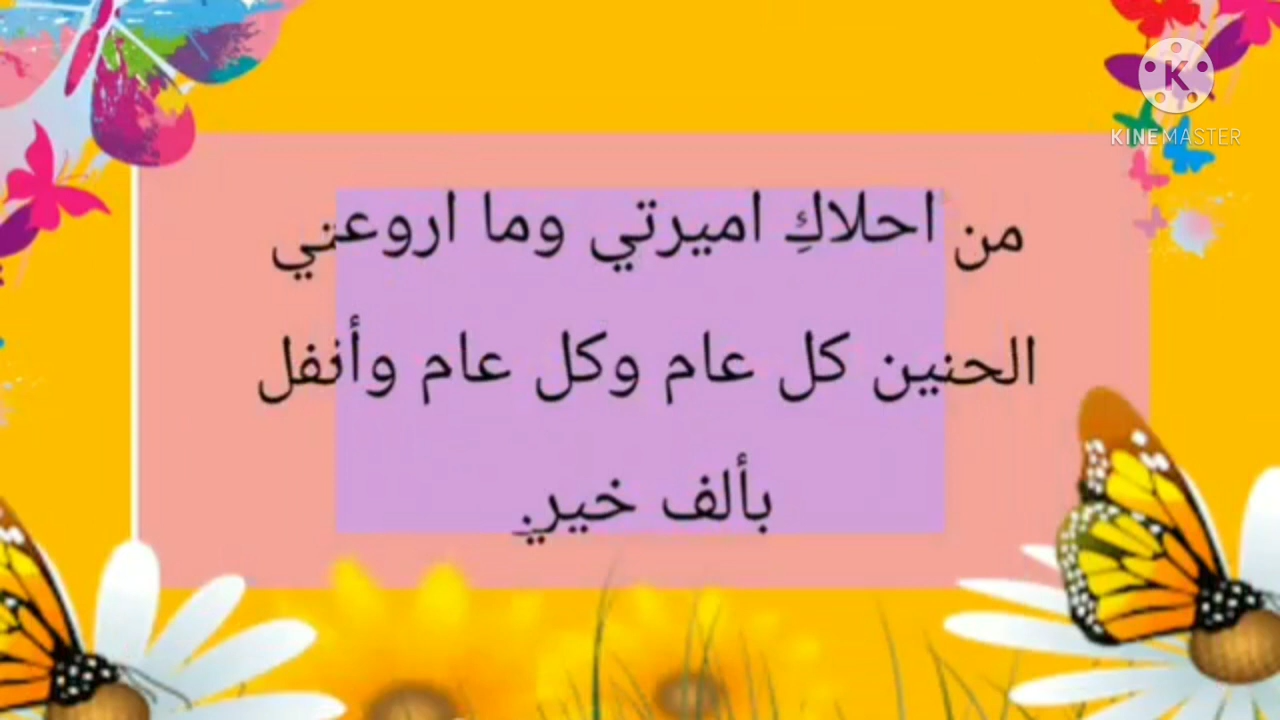 KINEMASTER
من احلاكِ اميرتي وما اروعني
الحنين كل عام وكل عام وأنفل
بألف خير.